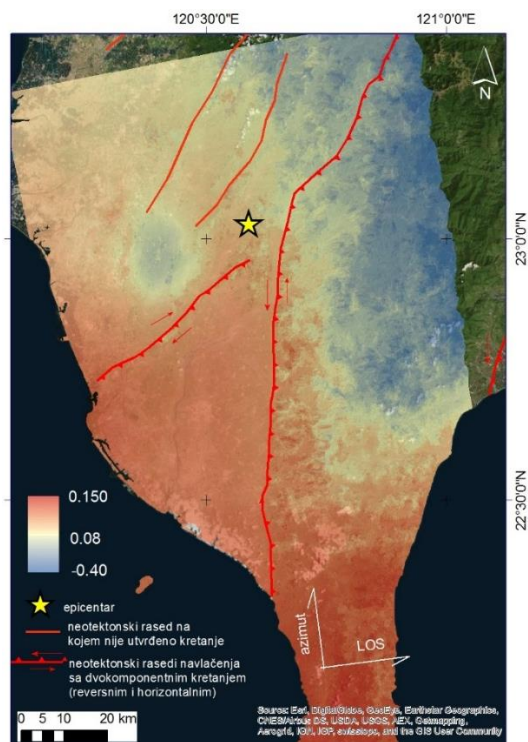 120°30'0"E
121°0'0"E
N
23°0'0"N
22°30'0"N
0.150
0.08
-0.40
epicentar
azimut
LOS
neotektonski rased na
kojem nije utvrđeno kretanje
neotektonski rasedi navlačenja
sa dvokomponentnim kretanjem
(reversnim i horizontalnim)
0 5 10 20 km
Source: Esri, DigitalGlobe, GeoEye, Earthstar Geographics,
CNES/Airbus DS, USDA, USGS, AEX, Getmapping,
Aerogrid, IGN, IGP, swisstopo, and the GIS User Community